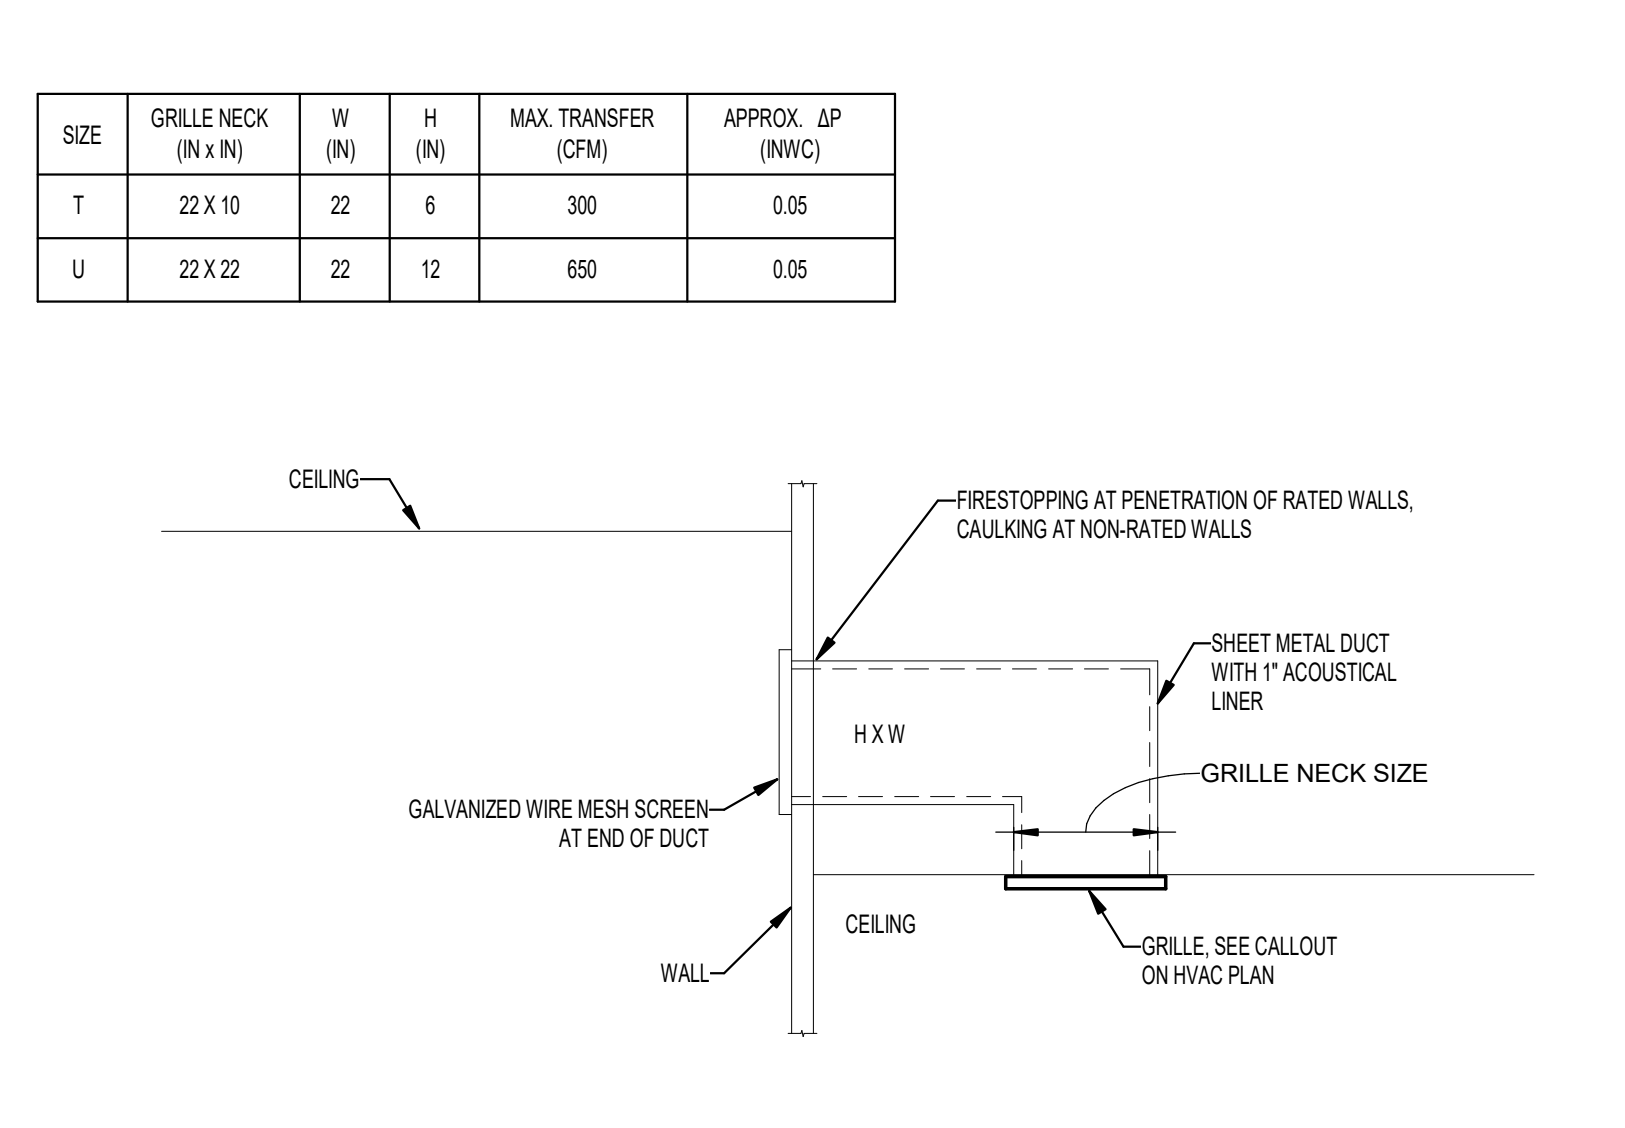 SIZE
GRILLE NECK
(IN x IN)
W
(IN)
H
(IN)
MAX. TRANSFER
(CFM)
APPROX. ΔP
(INWC)
T
22 X 10
22
6
300
0.05
U
22 X 22
22
12
650
0.05
CEILING
FIRESTOPPING AT PENETRATION OF RATED WALLS,
CAULKING AT NON-RATED WALLS
SHEET METAL DUCT
WITH 1" ACOUSTICAL
LINER
H X W
GRILLE NECK SIZE
GALVANIZED WIRE MESH SCREEN
AT END OF DUCT
CEILING
GRILLE, SEE CALLOUT
ON HVAC PLAN
WALL